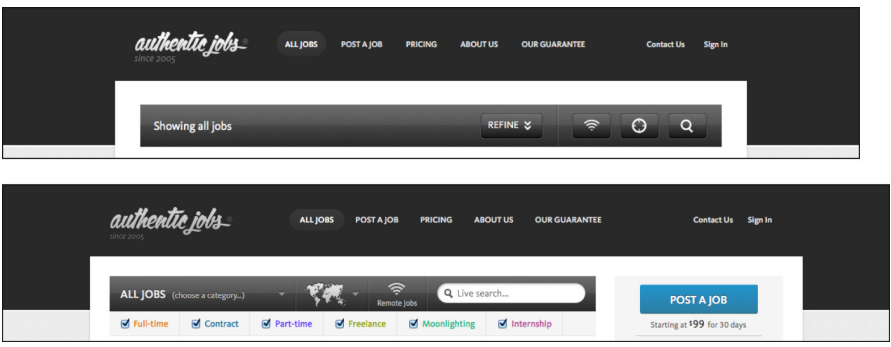 authentic jobs® ALL JOBS POST A JOB PRICING ABOUT US OUR GUARANTEE Contact Us Sign In
since 2005
Showing all jobs REFINE
authentic jobs® ALL JOBS POST A JOB PRICING ABOUT US OUR GUARANTEE Contact Us Sign In
since 2005
ALL JOBS (choose a category...) Remote Jobs Live search... POST A JOB
Full-time Contract Part-time Freelance Moonlighting Internship Starting at $99 for 30 days